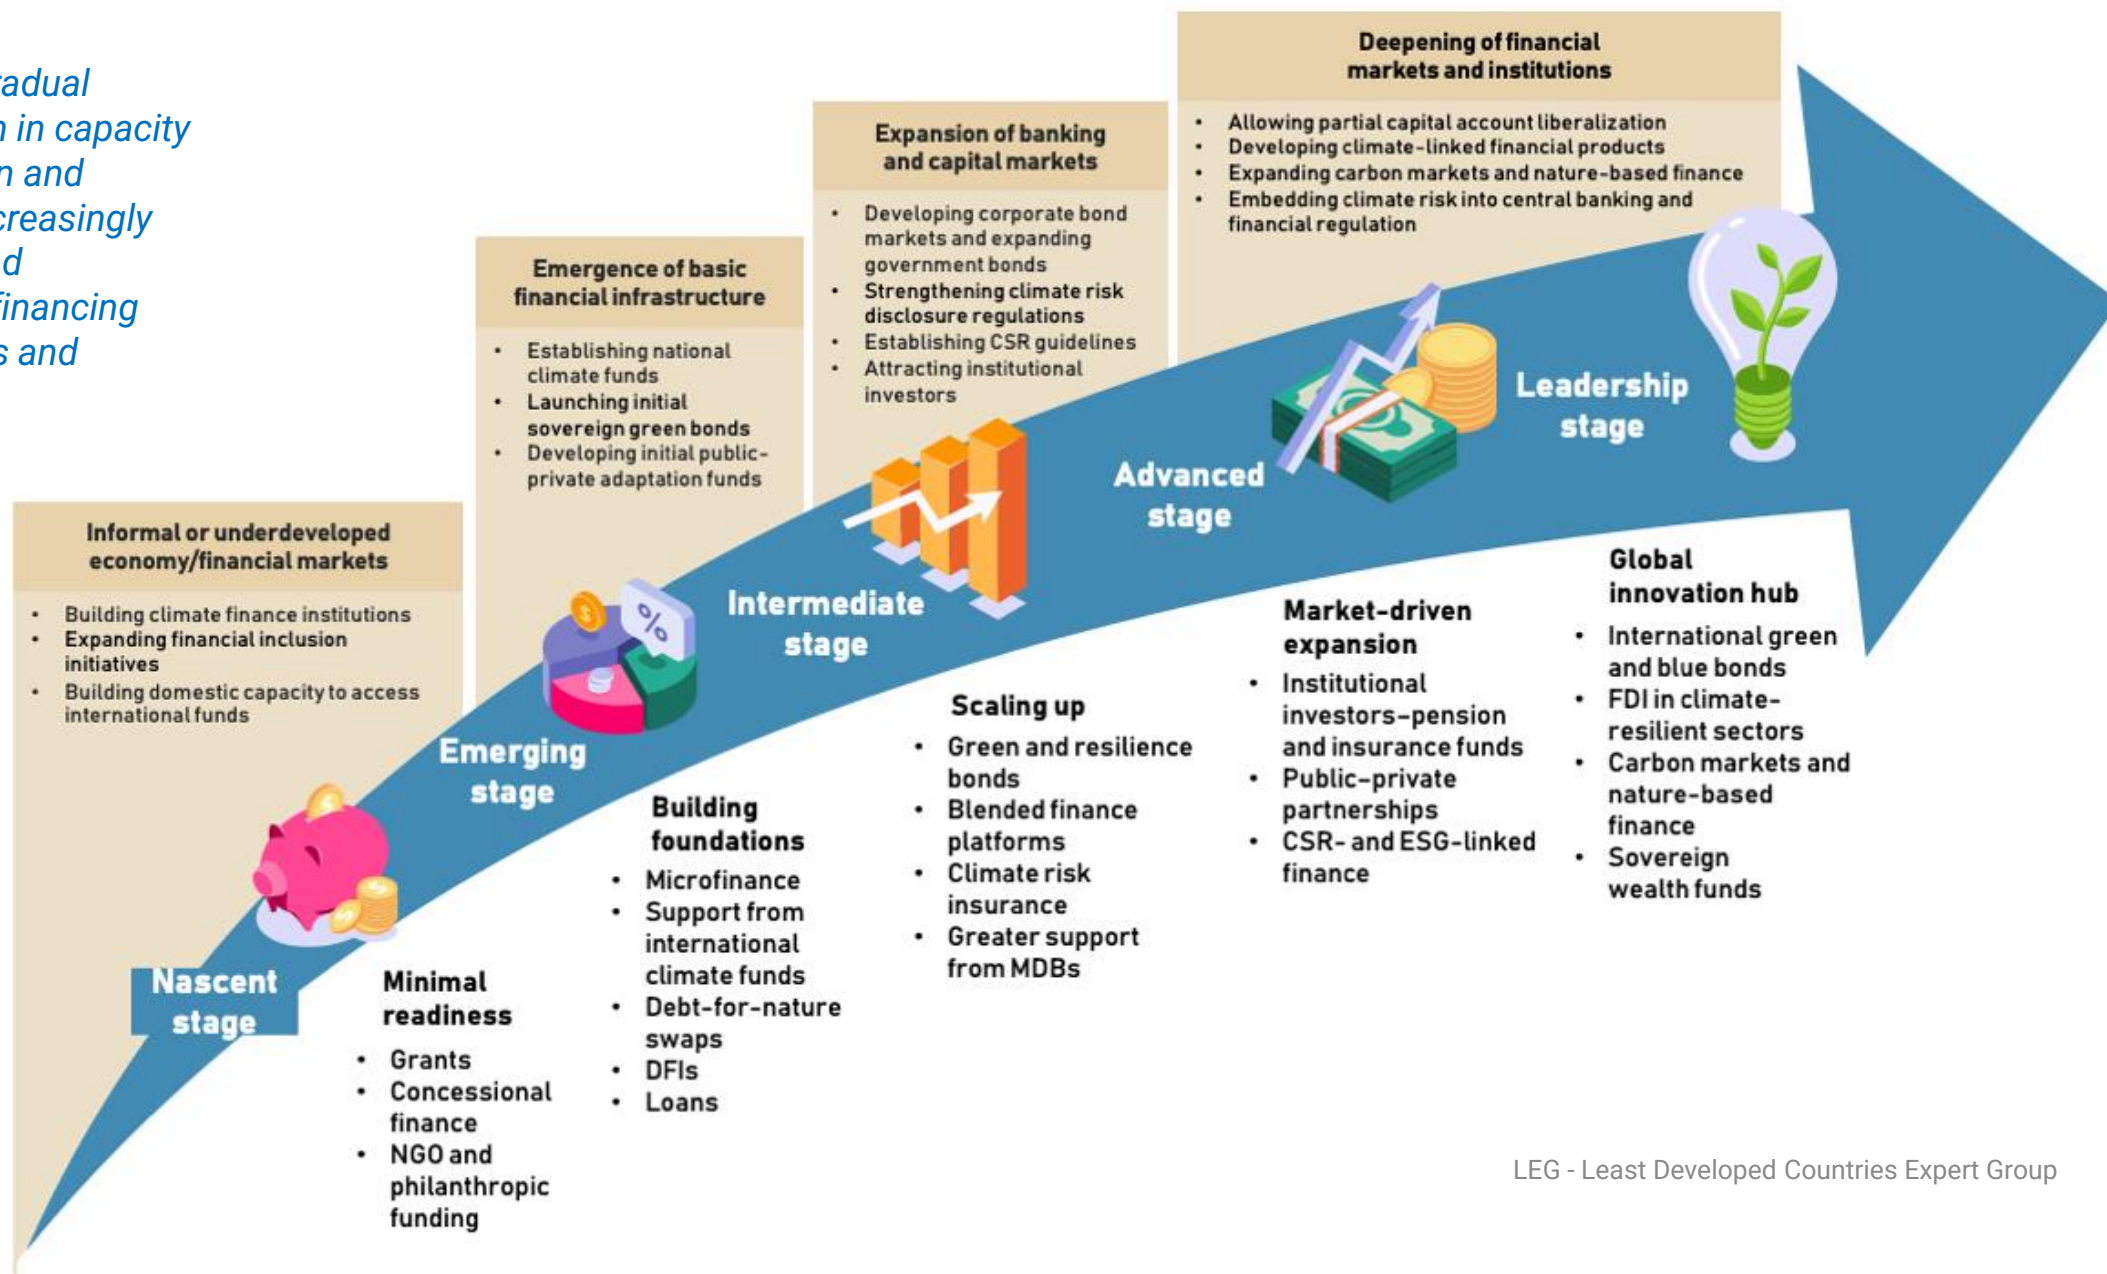 radual
n in capacity
n and
creasingly
d
financing
s and
Informal or underdeveloped
economy/financial markets
• Building climate finance institutions
• Expanding financial inclusion
initiatives
• Building domestic capacity to access
international funds
Emergence of basic
financial infrastructure
• Establishing national
climate funds
• Launching initial
sovereign green bonds
• Developing initial public-
private adaptation funds
Expansion of banking
and capital markets
• Developing corporate bond
markets and expanding
government bonds
• Strengthening climate risk
disclosure regulations
• Establishing CSR guidelines
• Attracting institutional
investors
Deepening of financial
markets and institutions
• Allowing partial capital account liberalization
• Developing climate-linked financial products
• Expanding carbon markets and nature-based finance
• Embedding climate risk into central banking and
financial regulation
Nascent
stage
Emerging
stage
%
Intermediate
stage
Advanced
stage
Leadership
stage
Minimal
readiness
• Grants
• Concessional
finance
• NGO and
philanthropic
funding
Building
foundations
• Microfinance
• Support from
international
climate funds
• Debt-for-nature
swaps
• DFIs
• Loans
Scaling up
• Green and resilience
bonds
• Blended finance
platforms
• Climate risk
insurance
• Greater support
from MDBs
Market-driven
expansion
• Institutional
investors–pension
and insurance funds
• Public–private
partnerships
• CSR- and ESG-linked
finance
Global
innovation hub
• International green
and blue bonds
• FDI in climate-
resilient sectors
• Carbon markets and
nature-based
finance
• Sovereign
wealth funds
LEG - Least Developed Countries Expert Group